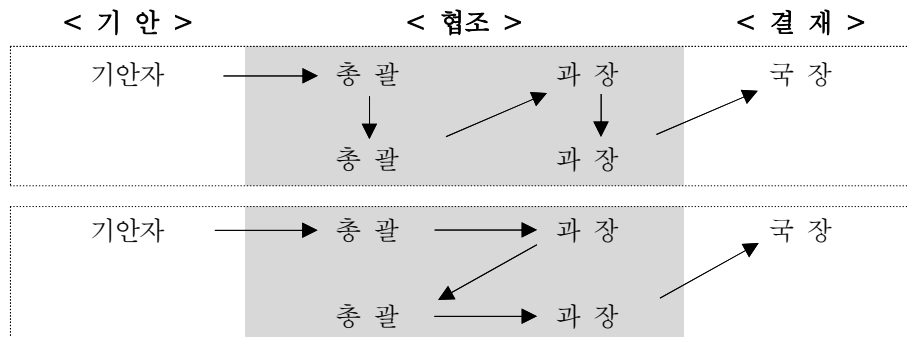 < 기 안 > < 협조 > < 결 재 >
기안자 총 괄 과 장 국 장
총 괄 과 장
기안자 총 괄 과 장 국 장
총 괄 과 장